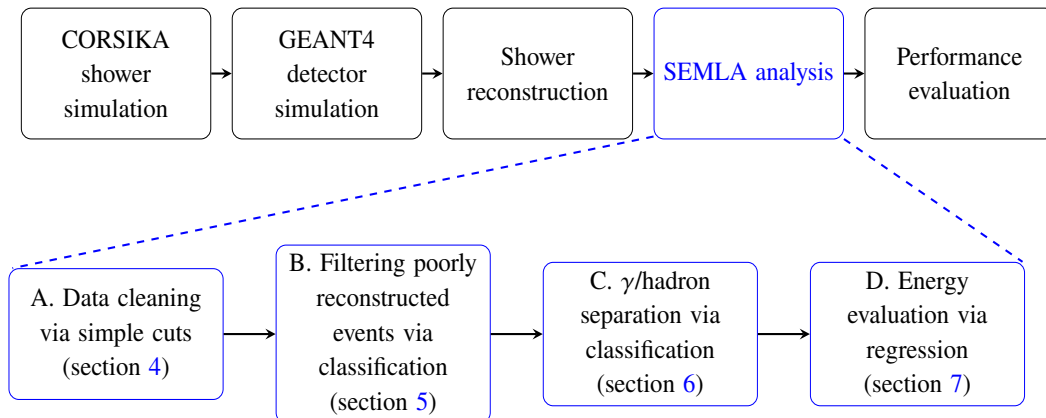 CORSIKA
shower
simulation
GEANT4
detector
simulation
Shower
reconstruction
SEMLA analysis
Performance
evaluation
A. Data cleaning
via simple cuts
(section 4)
B. Filtering poorly
reconstructed
events via
classification
(section 5)
C. γ/hadron
separation via
classification
(section 6)
D. Energy
evaluation via
regression
(section 7)